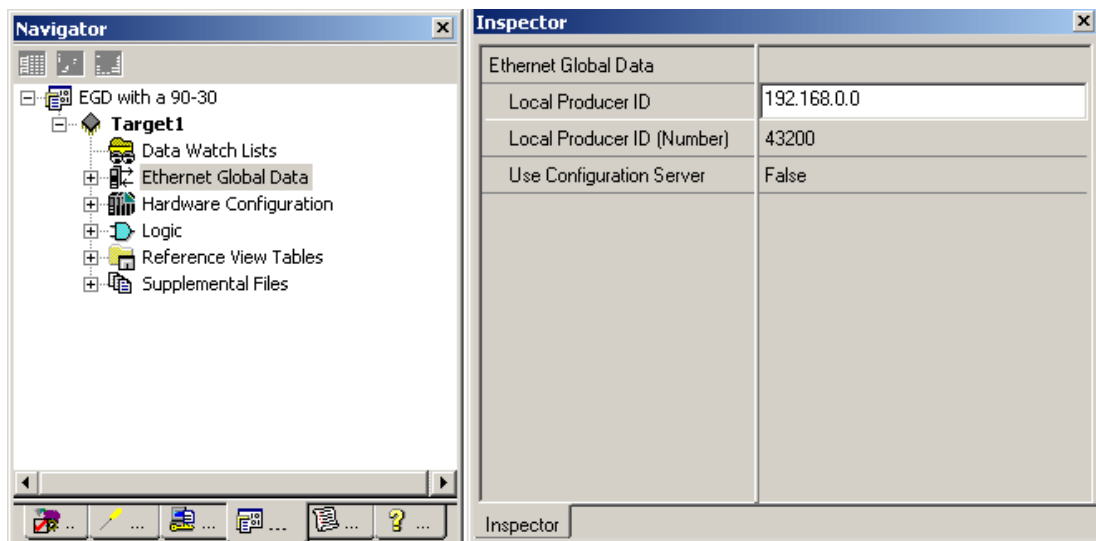 Navigator
EGD with a 90-30
Target1
Data Watch Lists
Ethernet Global Data
Hardware Configuration
Logic
Reference View Tables
Supplemental Files
.. ... ... ... ... ...
Inspector
Ethernet Global Data
Local Producer ID 192.168.0.0
Local Producer ID (Number) 43200
Use Configuration Server False
Inspector